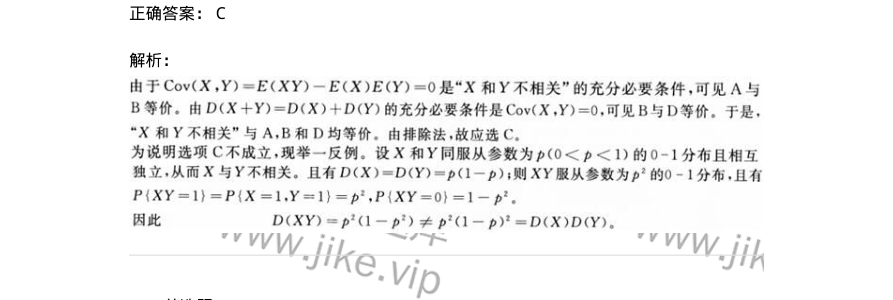 正确答案： C
解析：
由于 Cov(X,Y)=E(XY)-E(X)E(Y)=0 是“X 和 Y 不相关”的充分必要条件,可见 A 与
B 等价。由 D(X+Y)=D(X)+D(Y) 的充分必要条件是 Cov(X,Y)=0,可见 B 与 D 等价。于是,
“X 和 Y 不相关”与 A,B 和 D 均等价。由排除法,故应选 C。
为说明选项 C 不成立,现举一反例。设 X 和 Y 同服从参数为 p(0<p<1) 的 0-1 分布且相互
独立,从而 X 与 Y 不相关。且有 D(X)=D(Y)=p(1-p);则 XY 服从参数为 p² 的 0-1 分布,且有
P{XY=1}=P{X=1,Y=1}=p²,P{XY=0}=1-p²。
因此 D(XY)=p²(1-p²)≠p²(1-p)²=D(X)D(Y)。
www.jike.vip